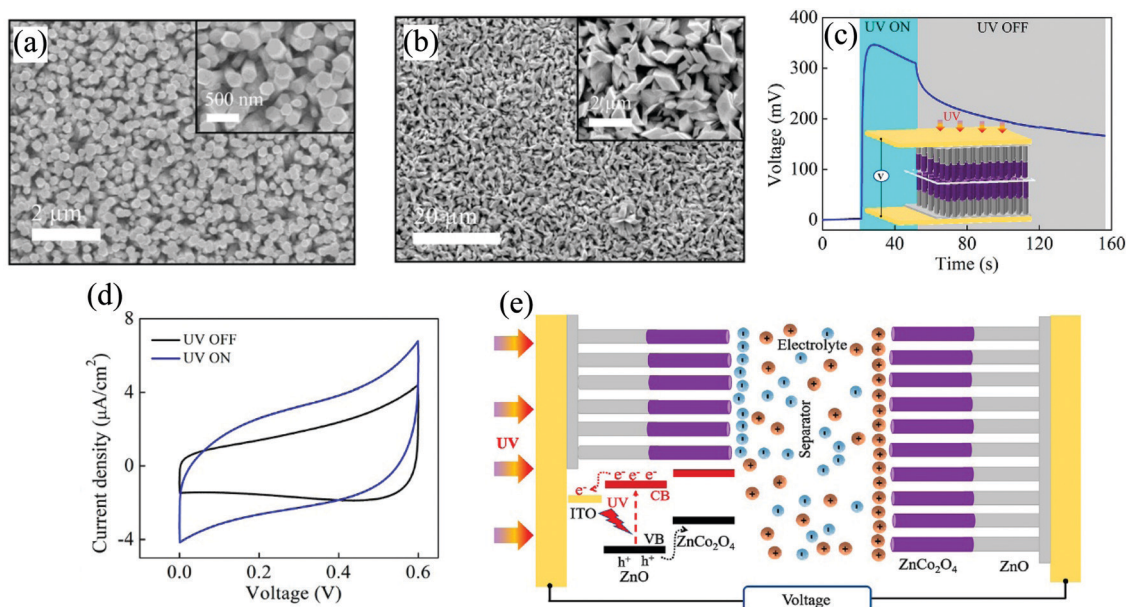 (a)
500 nm
2 µm
(b)
2 µm
20 µm
(c)
UV ON
UV OFF
400
300
200
100
0
Voltage (mV)
UV
V
0
40
80
120
160
Time (s)
(d)
UV OFF
UV ON
8
4
0
-4
Current density (µA/cm²)
0.0
0.2
0.4
0.6
Voltage (V)
(e)
UV
Electrolyte
Separator
e⁻ e⁻ e⁻
e⁻
CB
UV
ITO
VB
ZnCo₂O₄
h⁺ h⁺
ZnO
ZnCo₂O₄
ZnO
Voltage